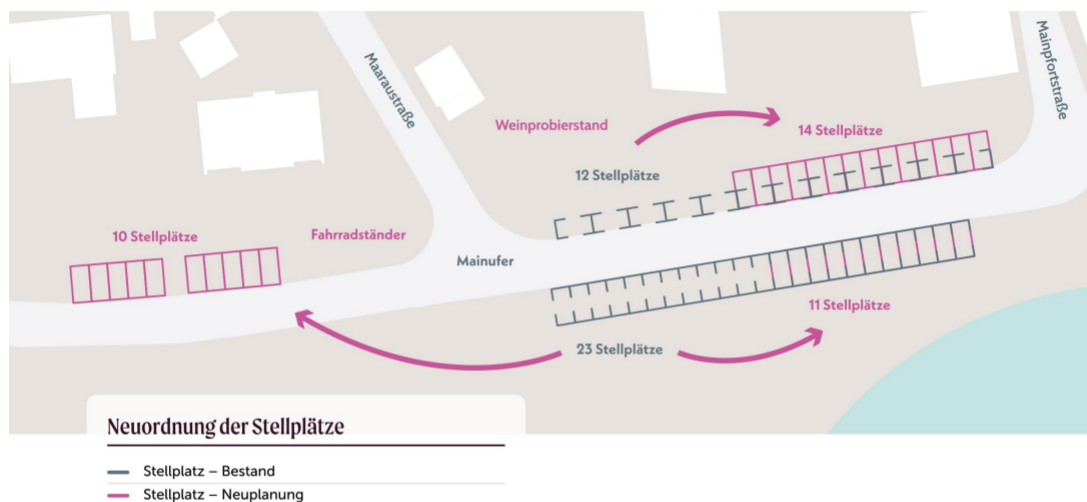 Maaraustraße
Mainpfortstraße
Weinprobierstand
14 Stellplätze
12 Stellplätze
10 Stellplätze
Fahrradständer
Mainufer
11 Stellplätze
23 Stellplätze
Neuordnung der Stellplätze
Stellplatz – Bestand
Stellplatz – Neuplanung